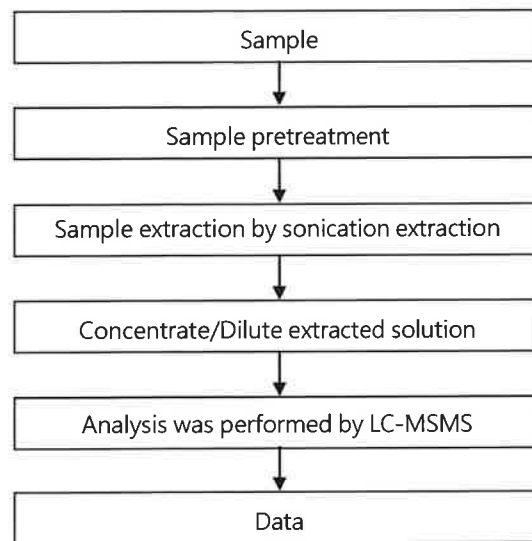 Sample
Sample pretreatment
Sample extraction by sonication extraction
Concentrate/Dilute extracted solution
Analysis was performed by LC-MSMS
Data